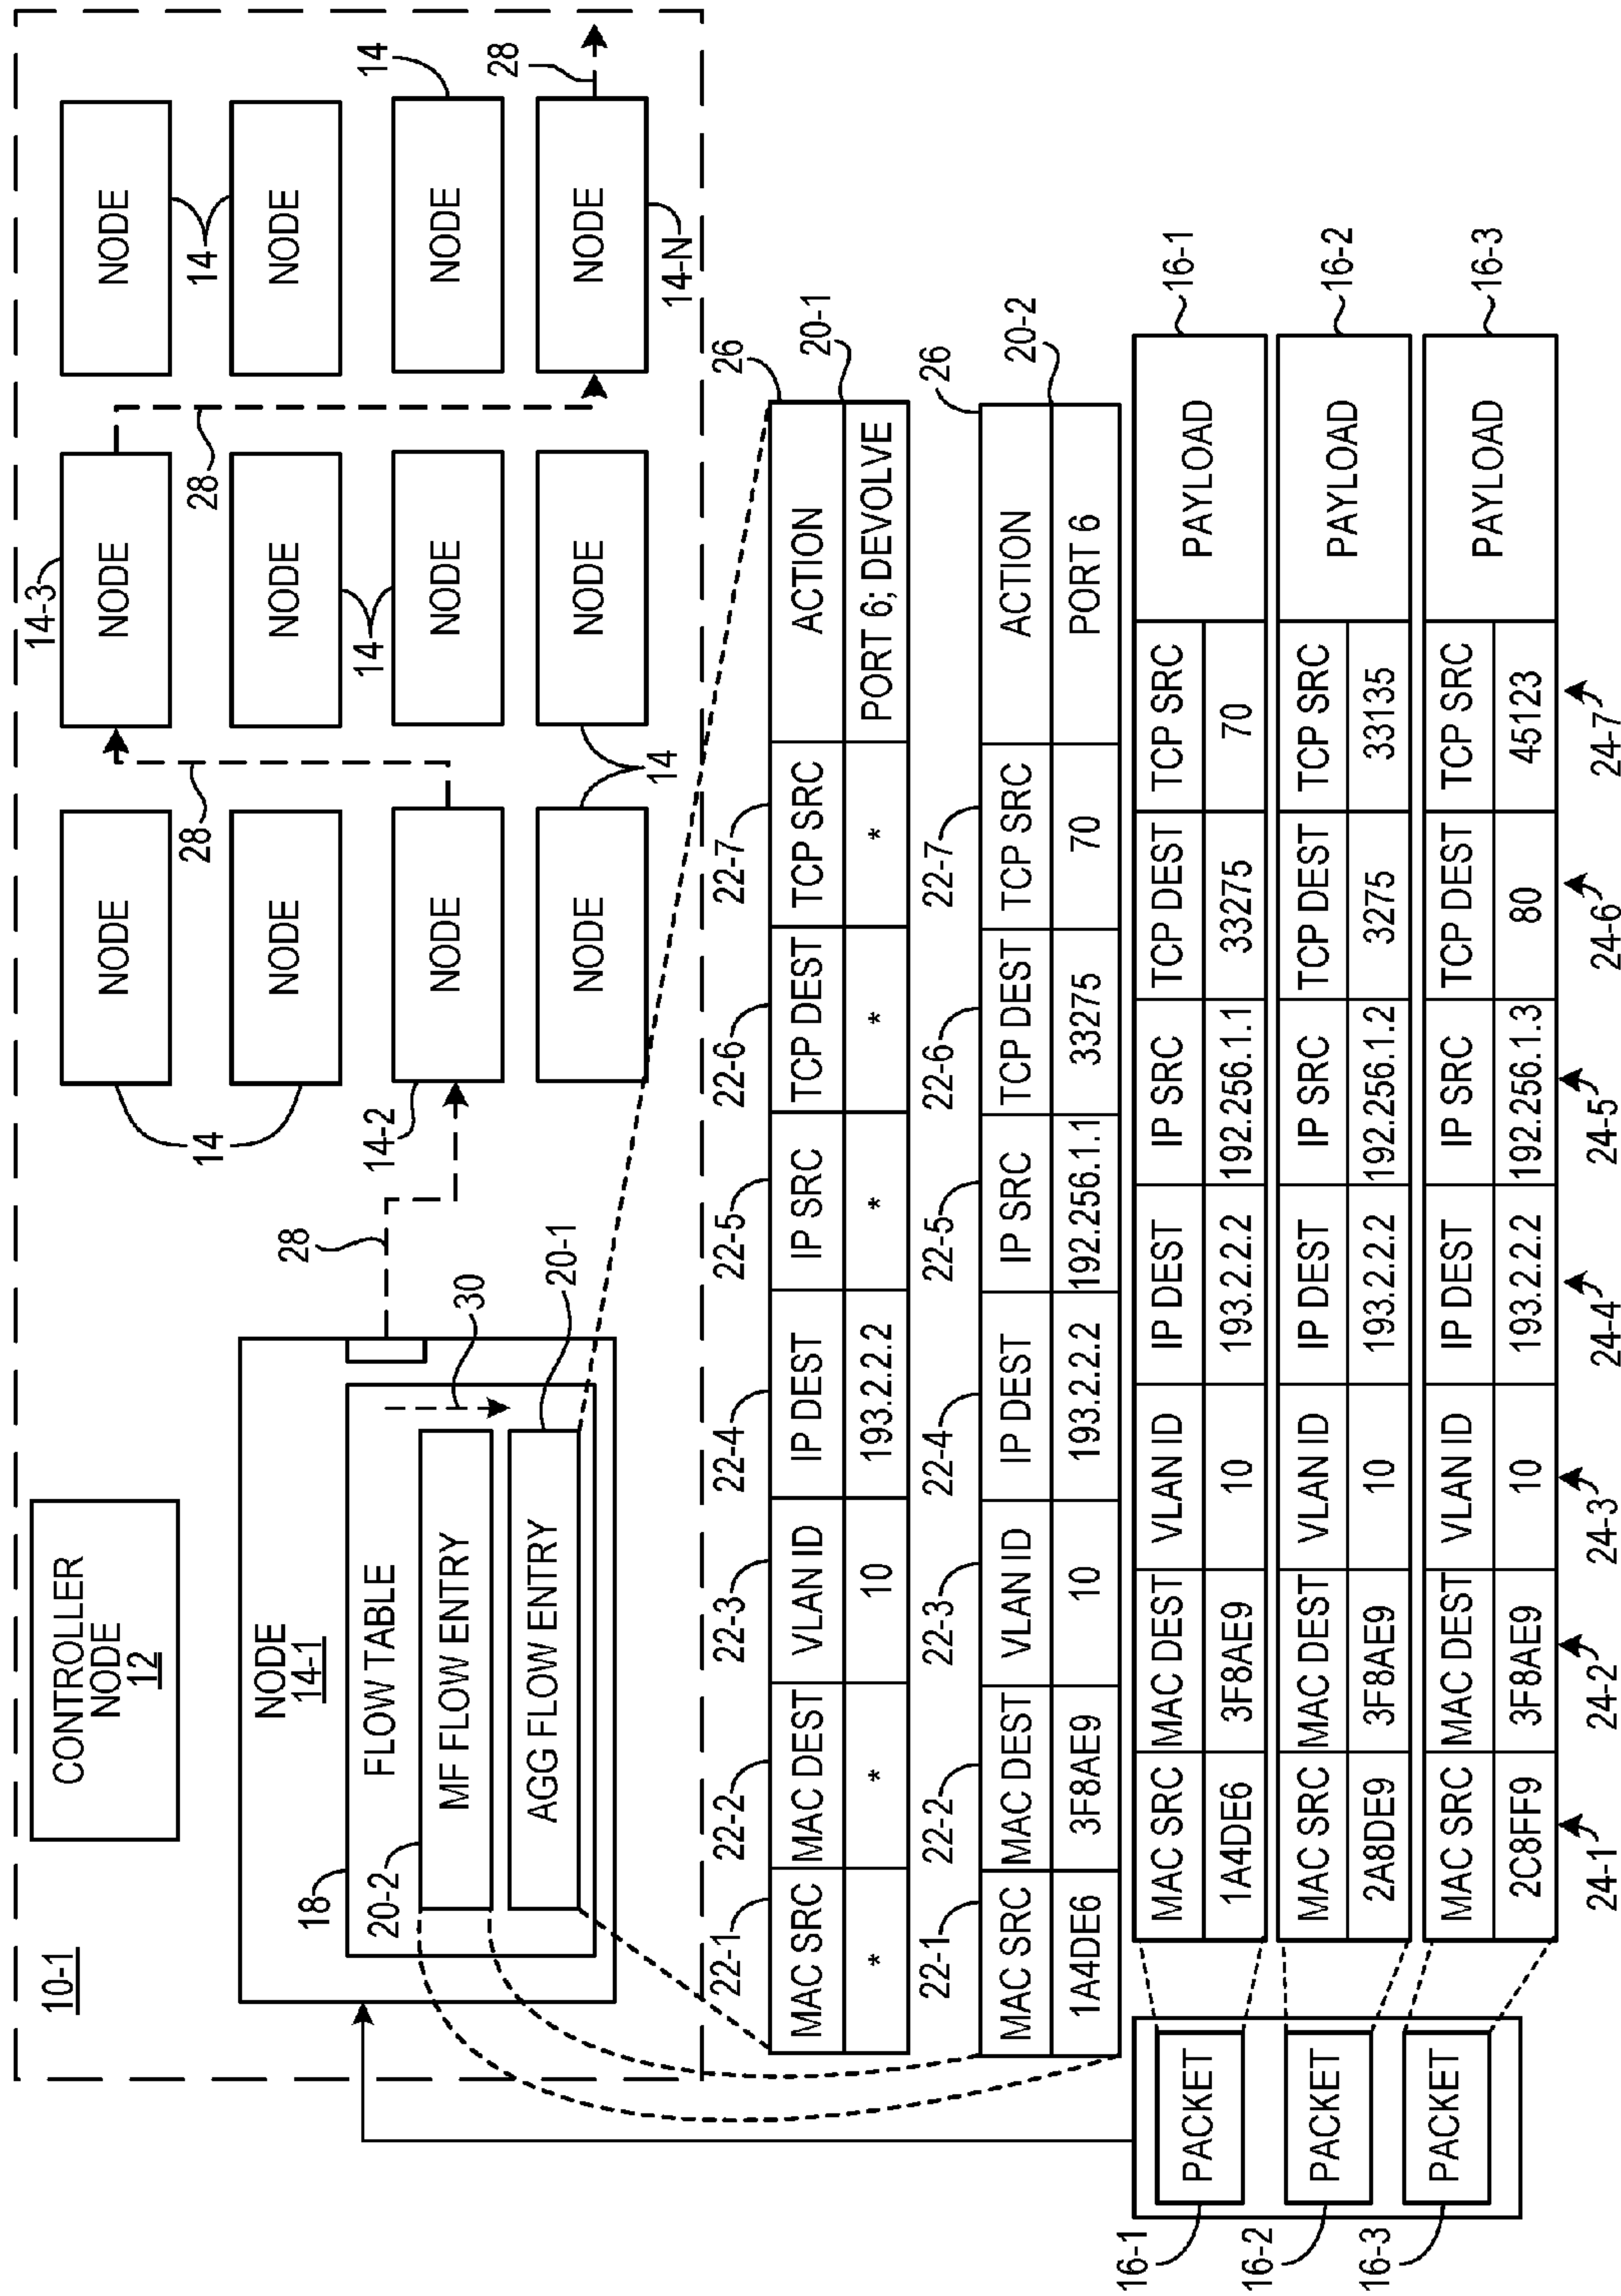 10-1
CONTROLLER
NODE
12
NODE
14-1
18
FLOW TABLE
20-2
MF FLOW ENTRY
AGG FLOW ENTRY
30
20-1
28
14
NODE
NODE
14-2
NODE
NODE
28
14-3
NODE
NODE
14
NODE
NODE
14
28
NODE
14
NODE
NODE
14
NODE
14-N
28
22-1 22-2 22-3 22-4 22-5 22-6 22-7 26
MAC SRC MAC DEST VLAN ID IP DEST IP SRC TCP DEST TCP SRC ACTION
* * 10 193.2.2.2 * * * PORT 6; DEVOLVE
20-1
22-1 22-2 22-3 22-4 22-5 22-6 22-7 26
MAC SRC MAC DEST VLAN ID IP DEST IP SRC TCP DEST TCP SRC ACTION
1A4DE6 3F8AE9 10 193.2.2.2 192.256.1.1 33275 70 PORT 6
20-2
16-1
PACKET
MAC SRC MAC DEST VLAN ID IP DEST IP SRC TCP DEST TCP SRC PAYLOAD
1A4DE6 3F8AE9 10 193.2.2.2 192.256.1.1 33275 70
16-1
16-2
PACKET
MAC SRC MAC DEST VLAN ID IP DEST IP SRC TCP DEST TCP SRC PAYLOAD
2A8DE9 3F8AE9 10 193.2.2.2 192.256.1.2 3275 33135
16-2
16-3
PACKET
MAC SRC MAC DEST VLAN ID IP DEST IP SRC TCP DEST TCP SRC PAYLOAD
2C8FF9 3F8AE9 10 193.2.2.2 192.256.1.3 80 45123
16-3
24-1 24-2 24-3 24-4 24-5 24-6 24-7